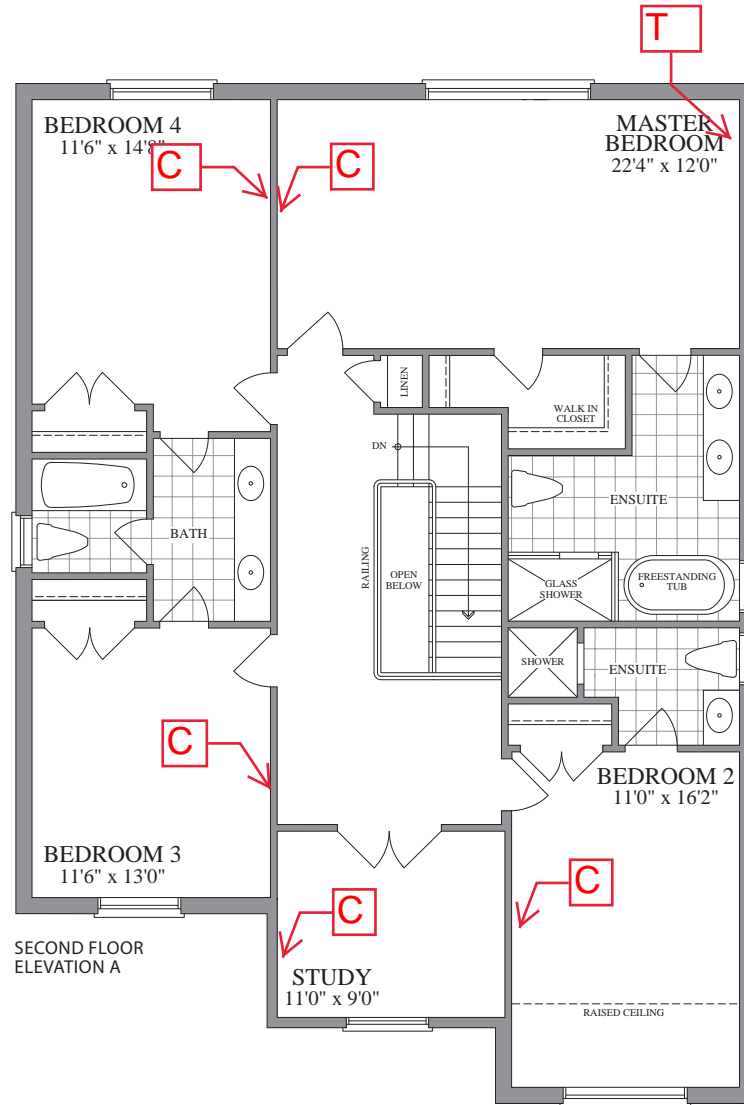 T
BEDROOM 4
11'6" x 14'8"
MASTER
BEDROOM
22'4" x 12'0"
C
C
LINEN
WALK IN
CLOSET
DN
ENSUITE
BATH
RAILING
OPEN
BELOW
GLASS
SHOWER
FREESTANDING
TUB
SHOWER
ENSUITE
C
BEDROOM 2
11'0" x 16'2"
BEDROOM 3
11'6" x 13'0"
C
C
SECOND FLOOR
ELEVATION A
STUDY
11'0" x 9'0"
RAISED CEILING